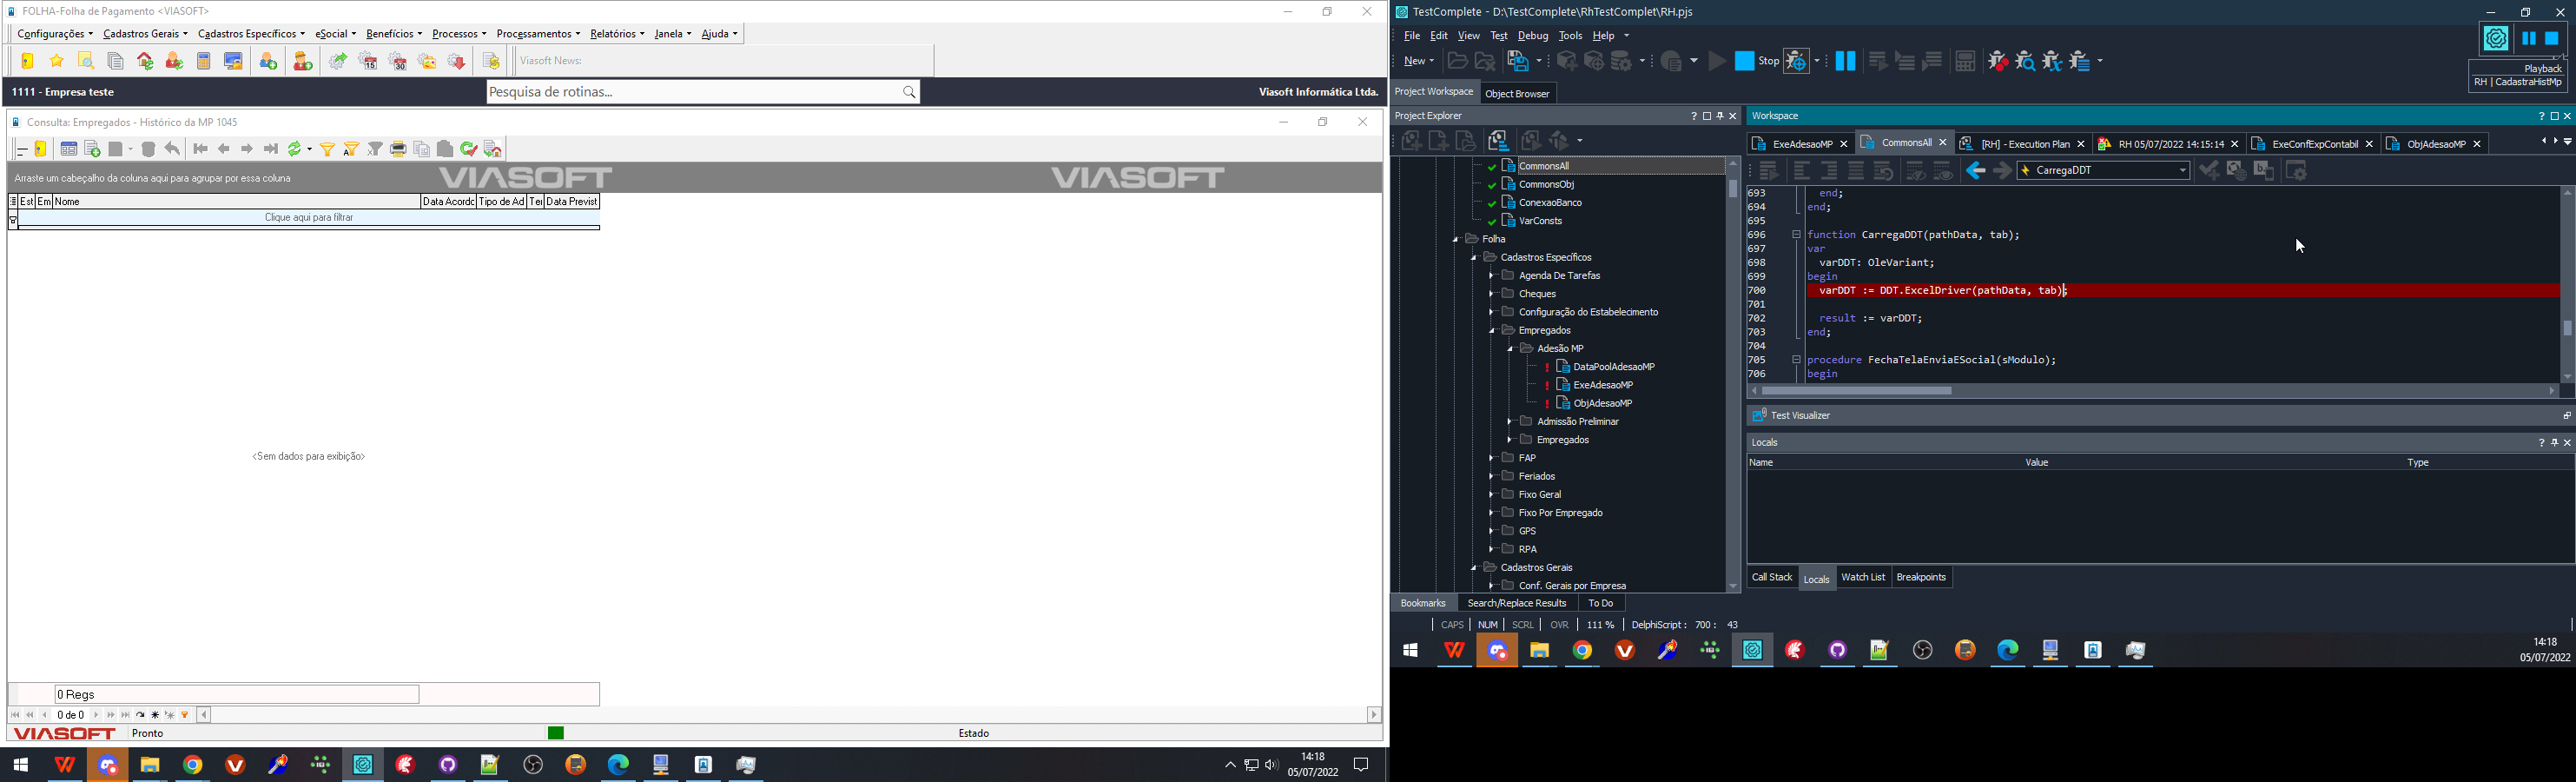 FOLHA-Folha de Pagamento <VIASOFT>
Configurações Cadastros Gerais Cadastros Específicos eSocial Benefícios Processos Processamentos Relatórios Janela Ajuda
Viasoft News:
1111 - Empresa teste
Pesquisa de rotinas...
Viasoft Informática Ltda.
Consulta: Empregados - Histórico da MP 1045
Arraste um cabeçalho da coluna aqui para agrupar por essa coluna
VIASOFT VIASOFT
Est Em Nome Data Acordo Tipo de Ad Ter Data Previst
Clique aqui para filtrar
<Sem dados para exibição>
0 Regs
0 de 0
VIASOFT Pronto Estado
14:18
05/07/2022
TestComplete - D:\TestComplete\RhTestComplet\RH.pjs
File Edit View Test Debug Tools Help
New Stop
Playback
RH | CadastraHistMp
Project Workspace Object Browser
Project Explorer
CommonsAll
CommonsObj
ConexaoBanco
VarConsts
Folha
Cadastros Específicos
Agenda De Tarefas
Cheques
Configuração do Estabelecimento
Empregados
Adesão MP
DataPoolAdesaoMP
ExeAdesaoMP
ObjAdesaoMP
Admissão Preliminar
Empregados
FAP
Feriados
Fixo Geral
Fixo Por Empregado
GPS
RPA
Cadastros Gerais
Conf. Gerais por Empresa
Bookmarks Search/Replace Results To Do
Workspace
ExeAdesaoMP CommonsAll [RH] - Execution Plan RH 05/07/2022 14:15:14 ExeConfExpContabil ObjAdesaoMP
CarregaDDT
693 end;
694 end;
695
696 function CarregaDDT(pathData, tab);
697 var
698 varDDT: OleVariant;
699 begin
700 varDDT := DDT.ExcelDriver(pathData, tab);
701
702 result := varDDT;
703 end;
704
705 procedure FechaTelaEnviaESocial(sModulo);
706 begin
Test Visualizer
Locals
Name Value Type
Call Stack Locals Watch List Breakpoints
CAPS NUM SCRL OVR 111 % DelphiScript : 700 : 43
14:18
05/07/2022